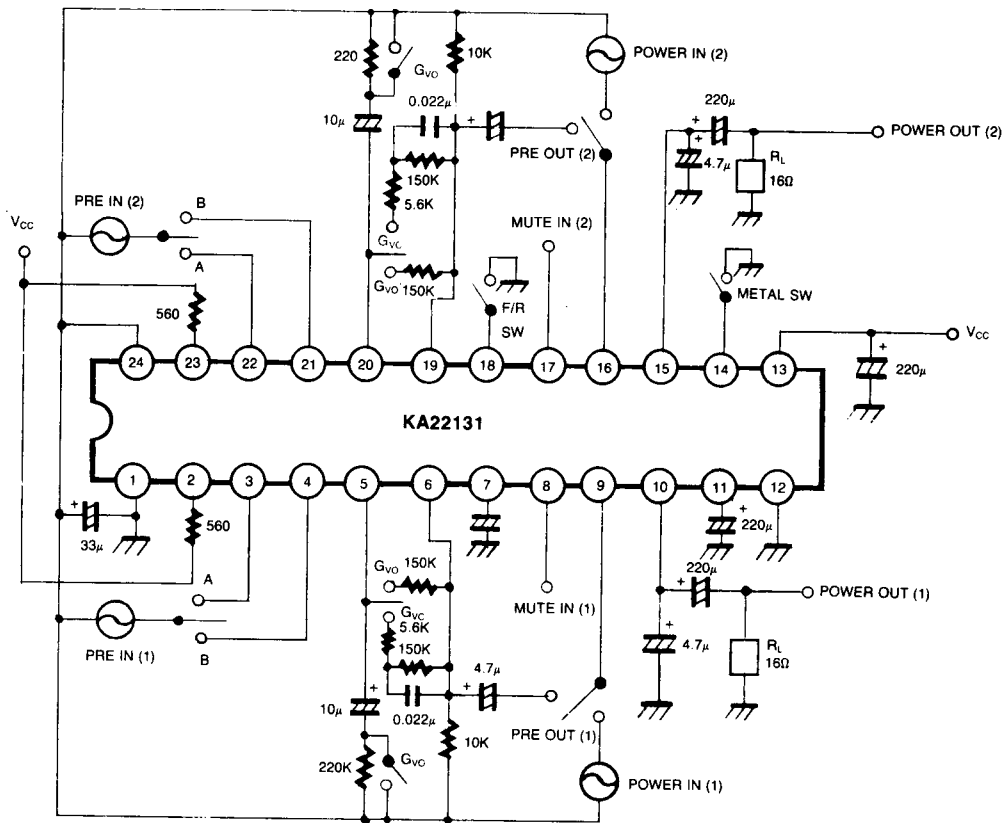 220
G_VO
10K
POWER IN (2)
0.022μ
10μ
+
PRE OUT (2)
150K
5.6K
G_VC
G_VO
150K
220μ
+
+
4.7μ
R_L
16Ω
POWER OUT (2)
PRE IN (2)
B
A
V_CC
560
MUTE IN (2)
F/R
SW
METAL SW
V_CC
+
220μ
24
23
22
21
20
19
18
17
16
15
14
13
KA22131
1
2
3
4
5
6
7
8
9
10
11
12
+
33μ
560
A
B
PRE IN (1)
G_VO
150K
G_VC
5.6K
150K
4.7μ
+
0.022μ
10μ
+
220K
G_VO
10K
MUTE IN (1)
PRE OUT (1)
POWER IN (1)
+
220μ
220μ
+
POWER OUT (1)
+
4.7μ
R_L
16Ω